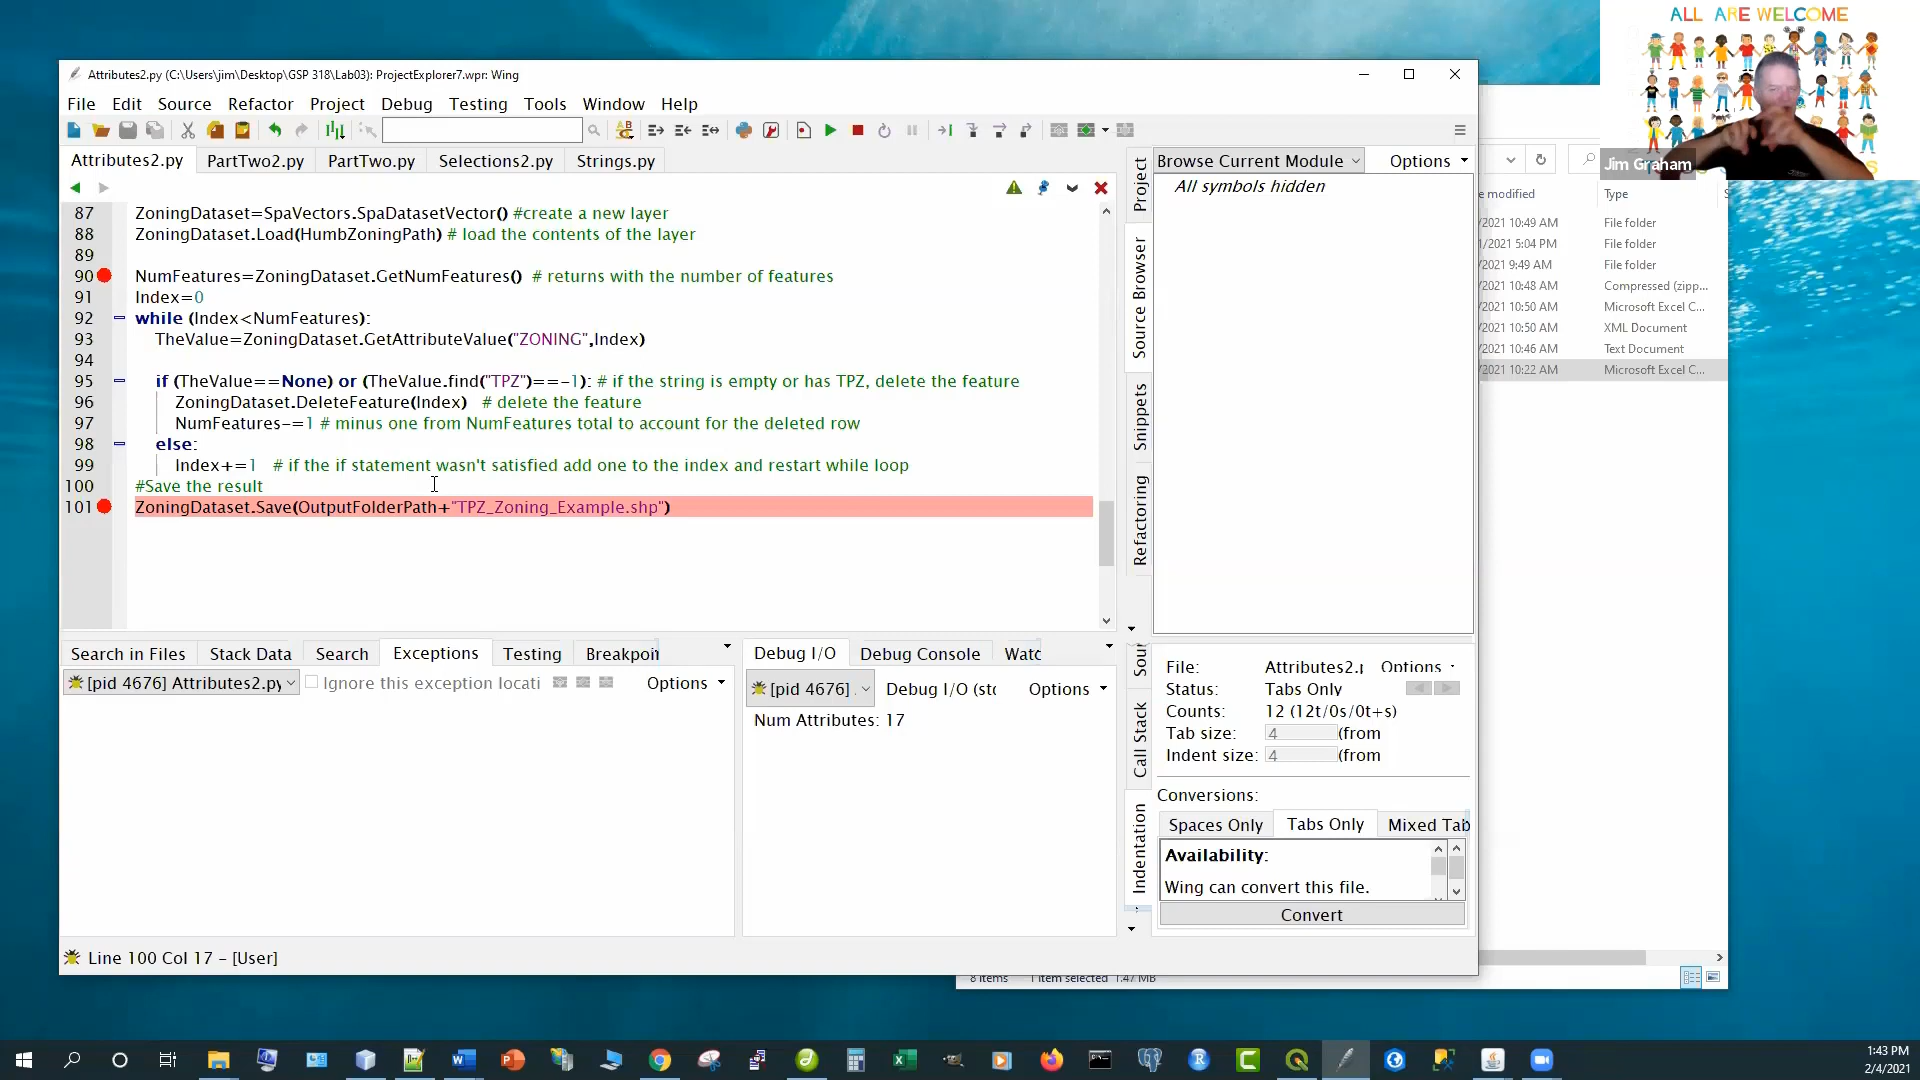 ALL ARE WELCOME
Jim Graham
Attributes2.py (C:\Users\jim\Desktop\GSP 318\Lab03): ProjectExplorer7.wpr: Wing
File Edit Source Refactor Project Debug Testing Tools Window Help
Attributes2.py PartTwo2.py PartTwo.py Selections2.py Strings.py
87 ZoningDataset=SpaVectors.SpaDatasetVector() #create a new layer
88 ZoningDataset.Load(HumbZoningPath) # load the contents of the layer
89
90 NumFeatures=ZoningDataset.GetNumFeatures() # returns with the number of features
91 Index=0
92 while (Index<NumFeatures):
93 TheValue=ZoningDataset.GetAttributeValue("ZONING",Index)
94
95 if (TheValue==None) or (TheValue.find("TPZ")==-1): # if the string is empty or has TPZ, delete the feature
96 ZoningDataset.DeleteFeature(Index) # delete the feature
97 NumFeatures-=1 # minus one from NumFeatures total to account for the deleted row
98 else:
99 Index+=1 # if the if statement wasn't satisfied add one to the index and restart while loop
100 #Save the result
101 ZoningDataset.Save(OutputFolderPath+"TPZ_Zoning_Example.shp")
Project
Source Browser
Snippets
Refactoring
Browse Current Module Options
All symbols hidden
e modified Type
/2021 10:49 AM File folder
1/2021 5:04 PM File folder
/2021 9:49 AM File folder
/2021 10:48 AM Compressed (zipp...
/2021 10:50 AM Microsoft Excel C...
/2021 10:50 AM XML Document
/2021 10:46 AM Text Document
/2021 10:22 AM Microsoft Excel C...
Search in Files Stack Data Search Exceptions Testing Breakpoin
[pid 4676] Attributes2.py Ignore this exception locati Options
Debug I/O Debug Console Watc
[pid 4676] Debug I/O (stc Options
Num Attributes: 17
Sou
Call Stack
Indentation
File: Attributes2.p Options
Status: Tabs Only
Counts: 12 (12t/0s/0t+s)
Tab size: 4 (from
Indent size: 4 (from
Conversions:
Spaces Only Tabs Only Mixed Tab
Availability:
Wing can convert this file.
Convert
Line 100 Col 17 - [User]
8 items 1 item selected 1.47 MB
1:43 PM
2/4/2021